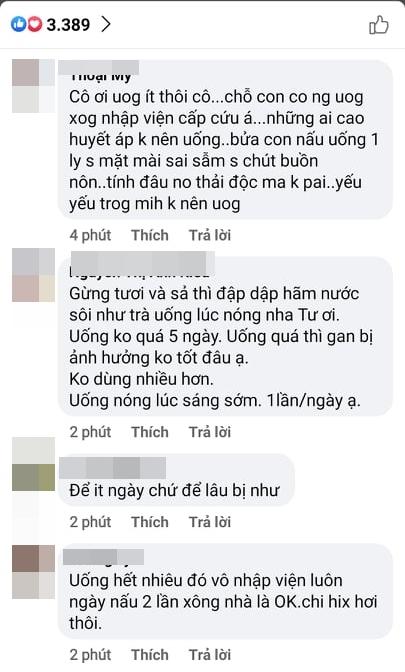 3.389
Thoại My
Cô ơi uog ít thôi cô...chỗ con co ng uog
xog nhập viện cấp cứu á...những ai cao
huyết áp k nên uống..bửa con nấu uống 1
ly s mặt mài sai sẫm s chút buồn
nôn..tính đâu no thải độc ma k pai..yếu
yếu trog mih k nên uog
4 phút Thích Trả lời
Gừng tươi và sả thì đập dập hãm nước
sôi như trà uống lúc nóng nha Tư ơi.
Uống ko quá 5 ngày. Uống quá thì gan bị
ảnh hưởng ko tốt đâu ạ.
Ko dùng nhiều hơn.
Uống nóng lúc sáng sớm. 1lần/ngày ạ.
2 phút Thích Trả lời
Để it ngày chứ để lâu bị như
2 phút Thích Trả lời
Uống hết nhiêu đó vô nhập viện luôn
ngày nấu 2 lần xông nhà là OK.chi hix hơi
thôi.
2 phút Thích Trả lời